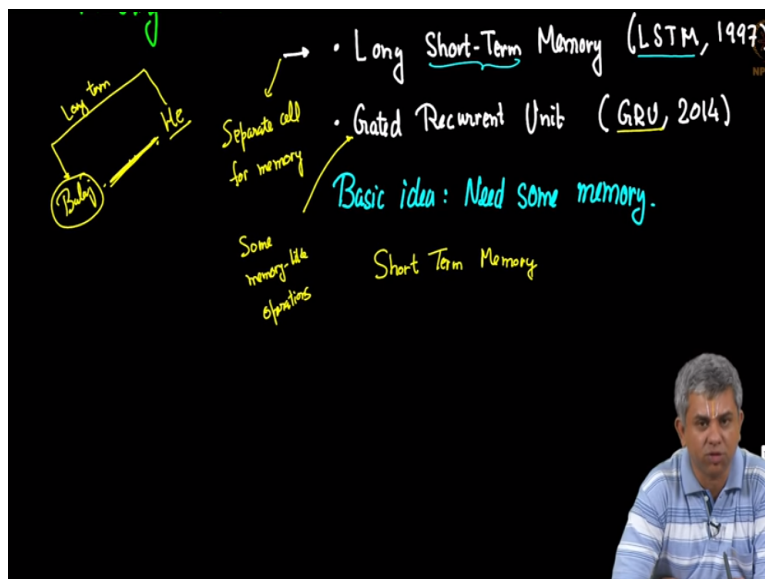 • Long Short-Term Memory (LSTM, 1997)
Long term
He
Balaji
Separate cell
for memory
• Gated Recurrent Unit (GRU, 2014)
Basic idea: Need some memory.
Some
memory-like
operations
Short Term Memory
NP